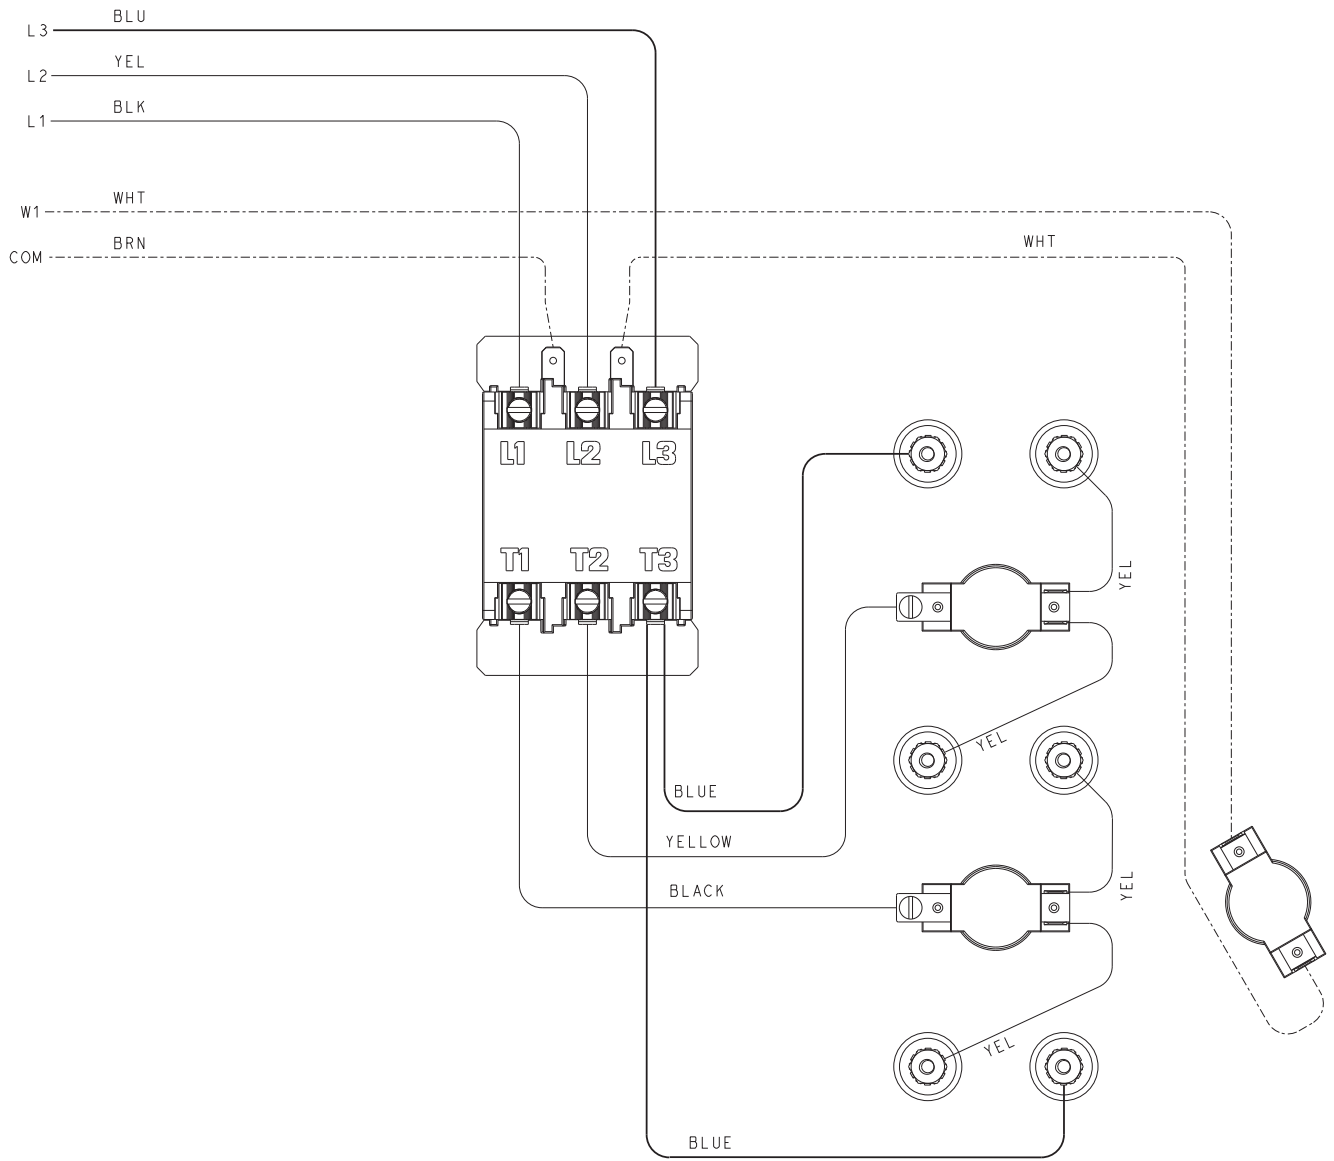 BLU
L3
YEL
L2
BLK
L1
WHT
W1
BRN
WHT
COM
L1 L2 L3
T1 T2 T3
YEL
YEL
BLUE
YELLOW
YEL
BLACK
YEL
BLUE